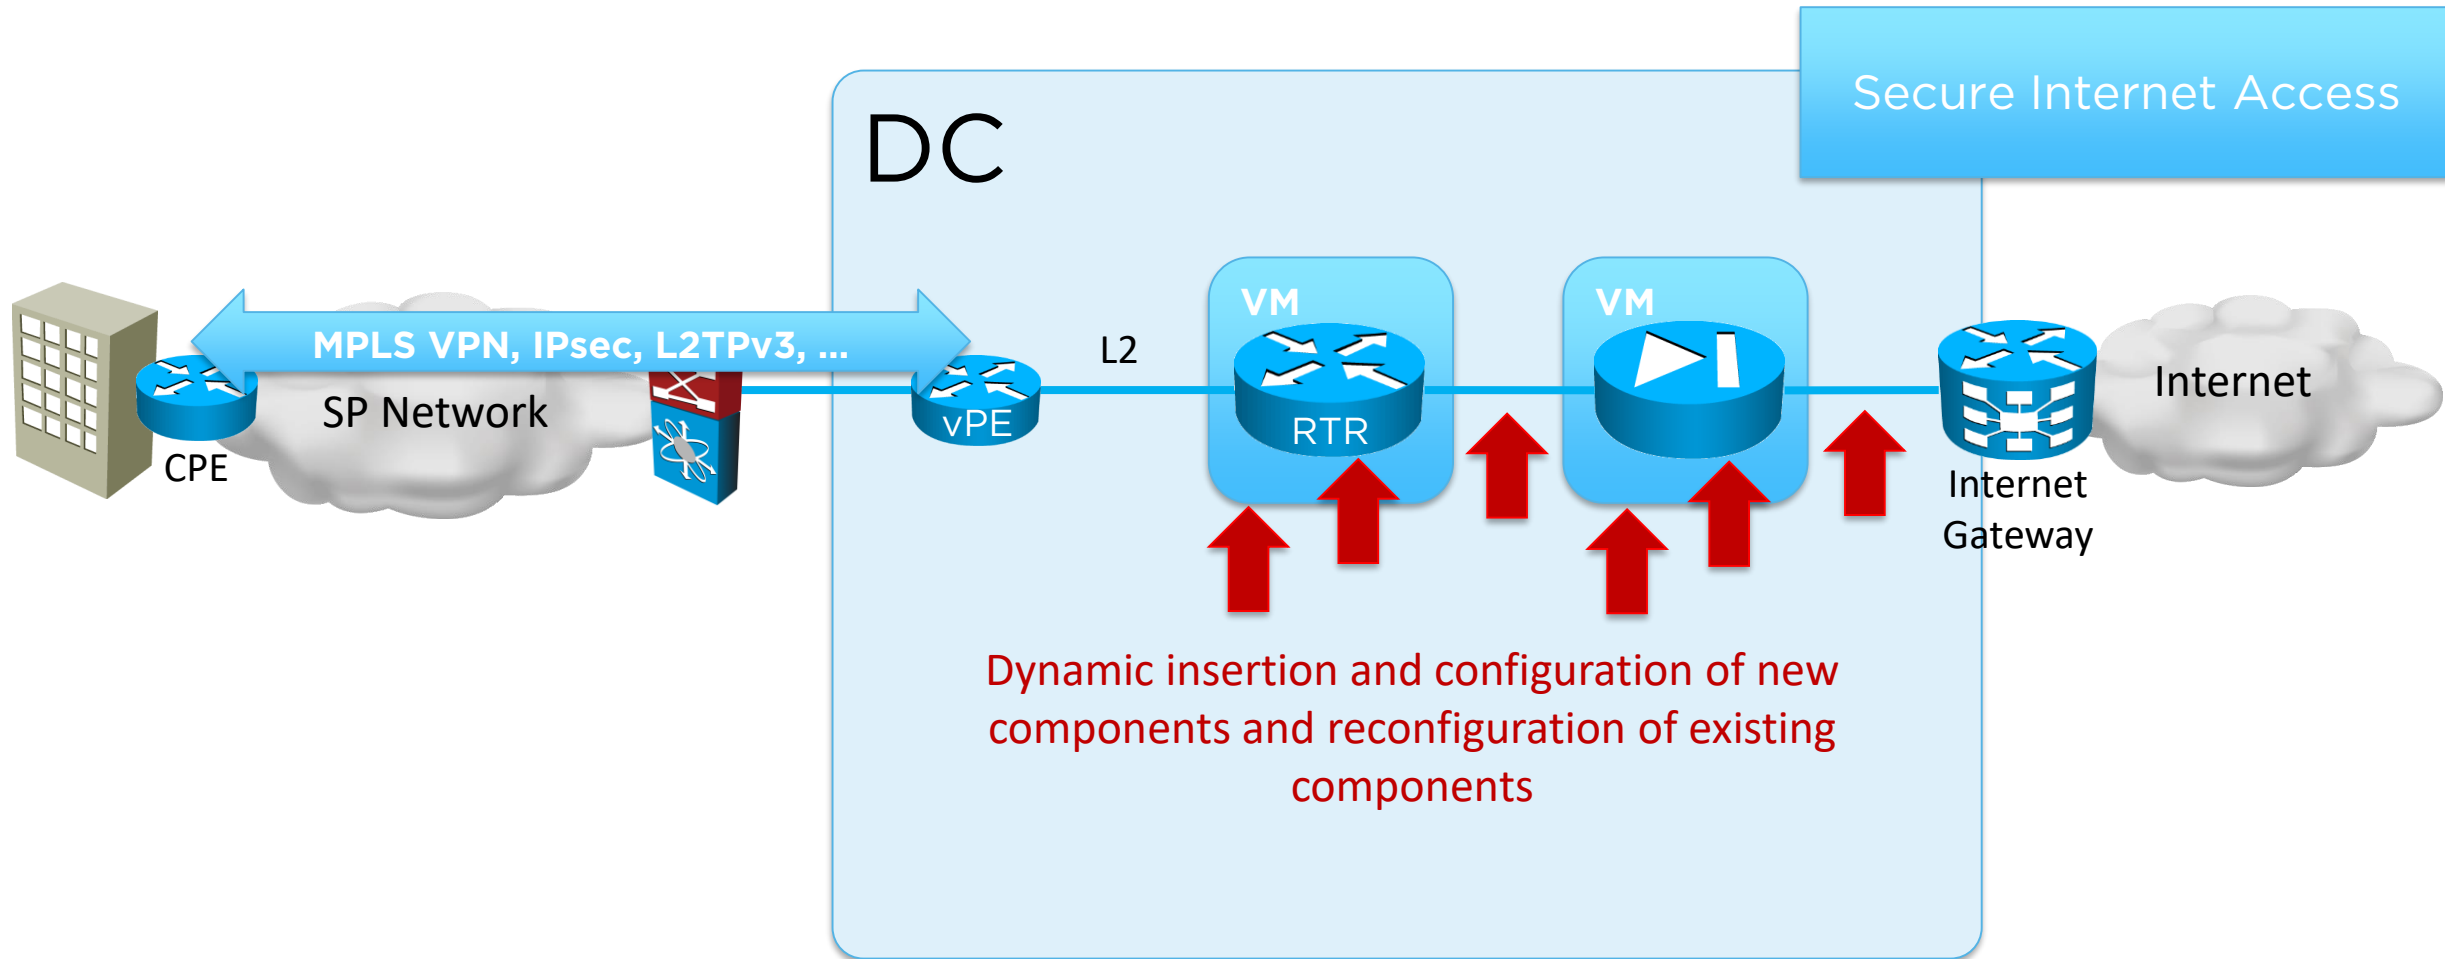 Secure Internet Access
DC
VM
VM
MPLS VPN, IPsec, L2TPv3, ...
L2
SP Network
vPE
RTR
Internet
CPE
Internet
Gateway
Dynamic insertion and configuration of new
components and reconfiguration of existing
components